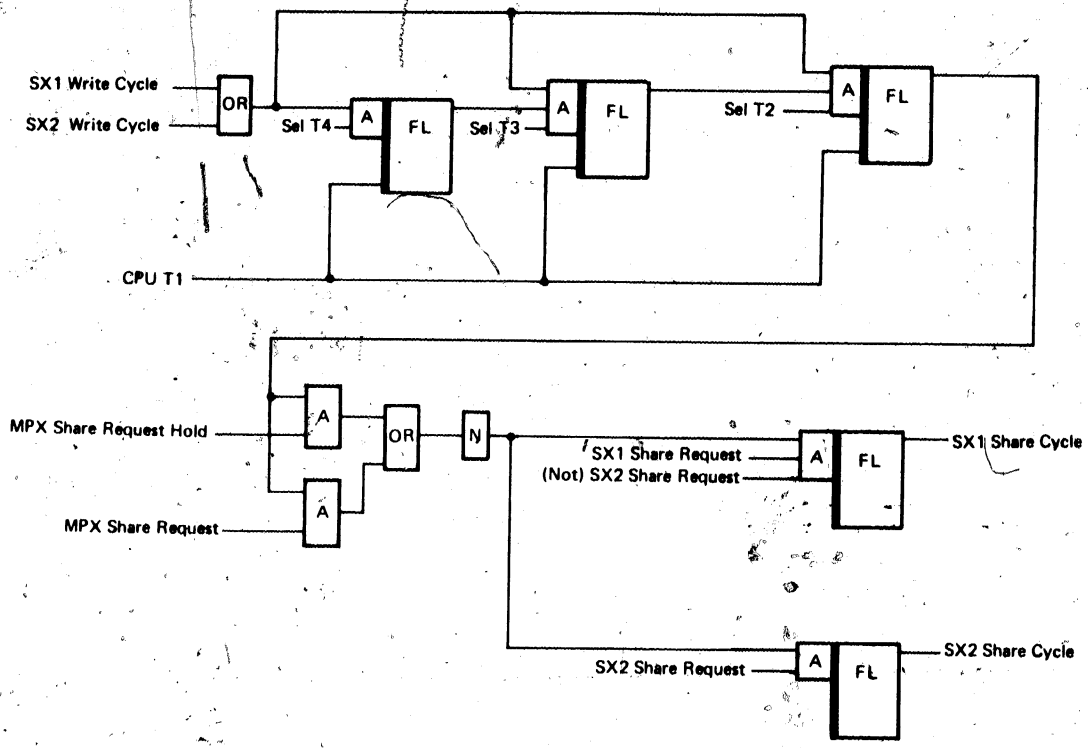 SX1 Write Cycle
SX2 Write Cycle
OR
A
FL
Sel T4
A
FL
Sel T3
A
FL
Sel T2
CPU T1
MPX Share Request Hold
A
OR
N
MPX Share Request
A
SX1 Share Request
(Not) SX2 Share Request
A
FL
SX1 Share Cycle
SX2 Share Request
A
FL
SX2 Share Cycle